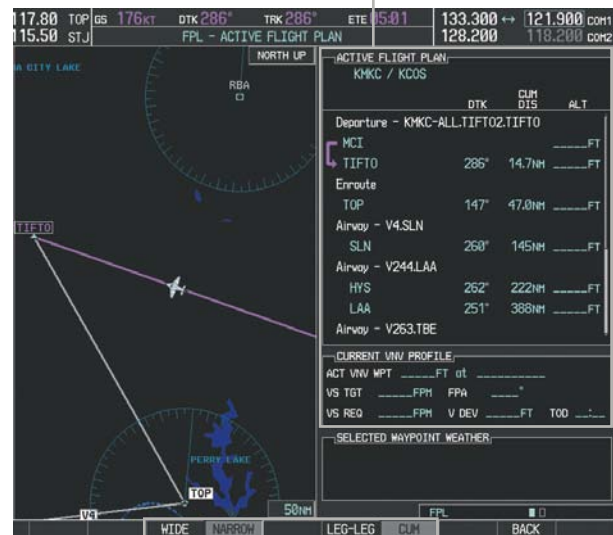 117.80 TOP GS 176KT DTK 286° TRK 286° ETE 05:01 133.300 ↔ 121.900 COM1
115.50 STJ FPL – ACTIVE FLIGHT PLAN 128.200 118.200 COM2
NORTH UP
A CITY LAKE
RBA
TIFTO
PERRY LAKE
TOP
V4
50NM
ACTIVE FLIGHT PLAN
KMKC / KCOS
DTK CUM DIS ALT
Departure – KMKC-ALL.TIFTO2.TIFTO
MCI _____FT
TIFTO 286° 14.7NM _____FT
Enroute
TOP 147° 47.0NM _____FT
Airway – V4.SLN
SLN 260° 145NM _____FT
Airway – V244.LAA
HYS 262° 222NM _____FT
LAA 251° 388NM _____FT
Airway – V263.TBE
CURRENT VNV PROFILE
ACT VNV WPT _____FT at __________
VS TGT _____FPM FPA ____°
VS REQ _____FPM V DEV _____FT TOD __:__
SELECTED WAYPOINT WEATHER
FPL
WIDE NARROW LEG-LEG CUM BACK